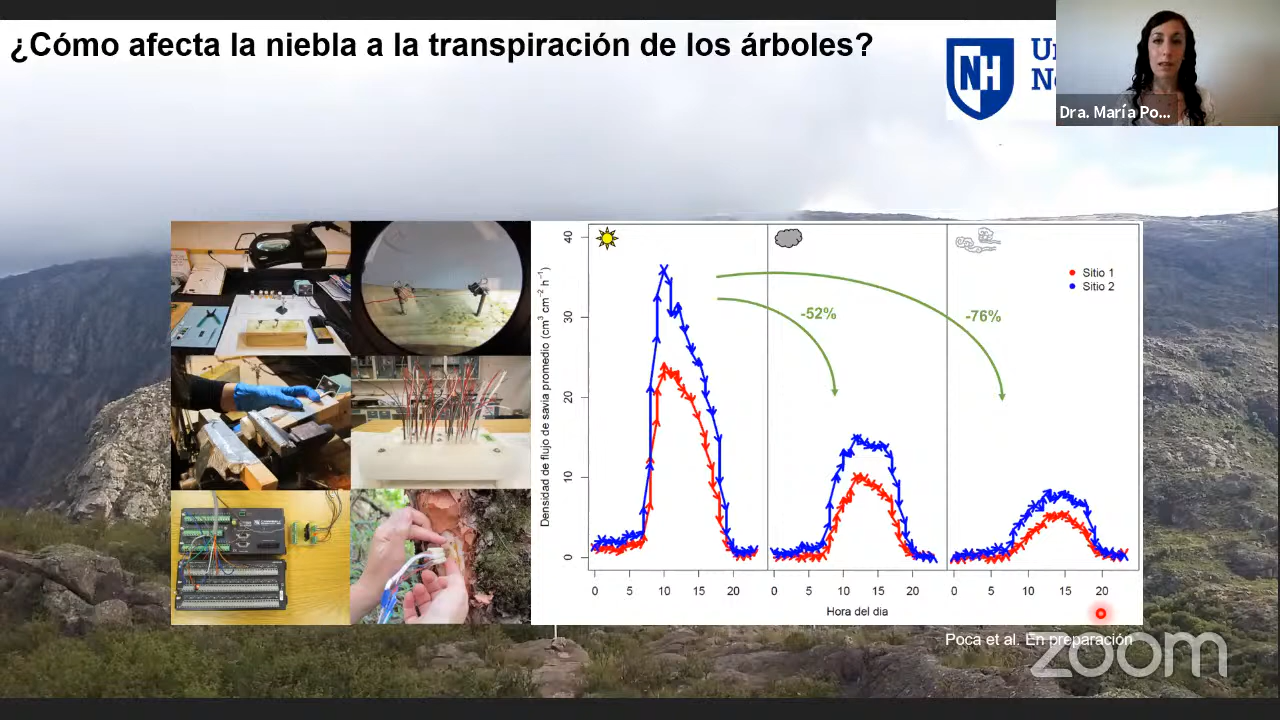 ¿Cómo afecta la niebla a la transpiración de los árboles?
NH
Dra. María Po...
Densidad de flujo de savia promedio (cm³ cm⁻² h⁻¹)
40
30
20
10
0
Sitio 1
Sitio 2
-52%
-76%
0 5 10 15 20 0 5 10 15 20 0 5 10 15 20
Hora del dia
Poca et al. En preparación
zoom